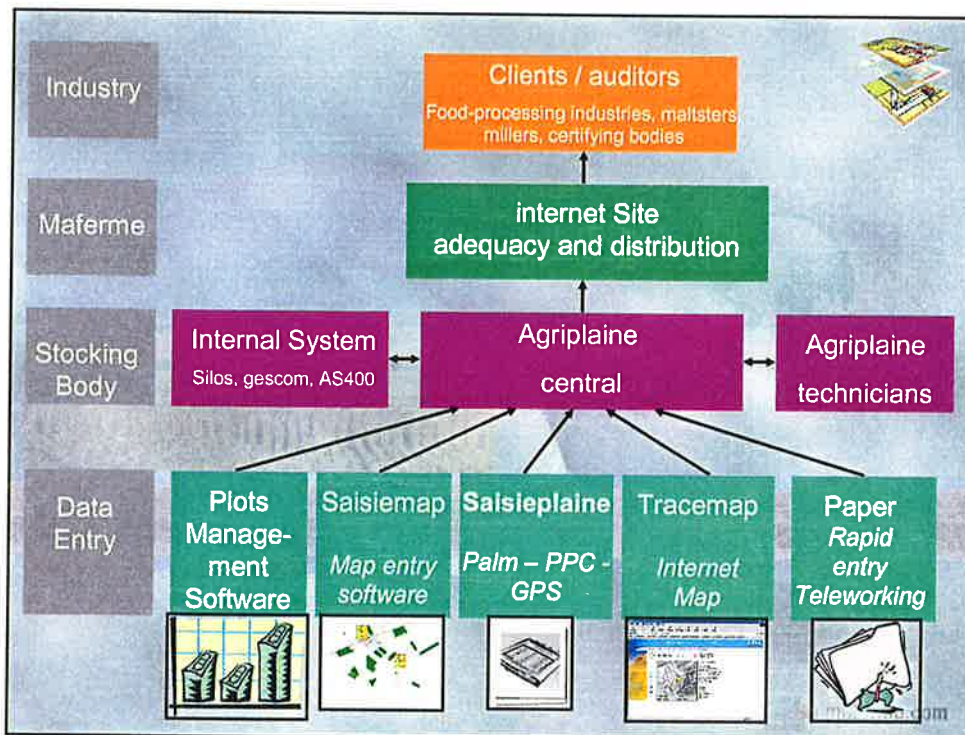 Industry
Clients / auditors
Food-processing industries, maltsters
millers, certifying bodies
Maferme
internet Site
adequacy and distribution
Stocking
Body
Internal System
Silos, gescom, AS400
Agriplaine
central
Agriplaine
technicians
Data
Entry
Plots
Manage-
ment
Software
Saisiemap
Map entry
software
Saisieplaine
Palm – PPC -
GPS
Tracemap
Internet
Map
Paper
Rapid
entry
Teleworking
.com